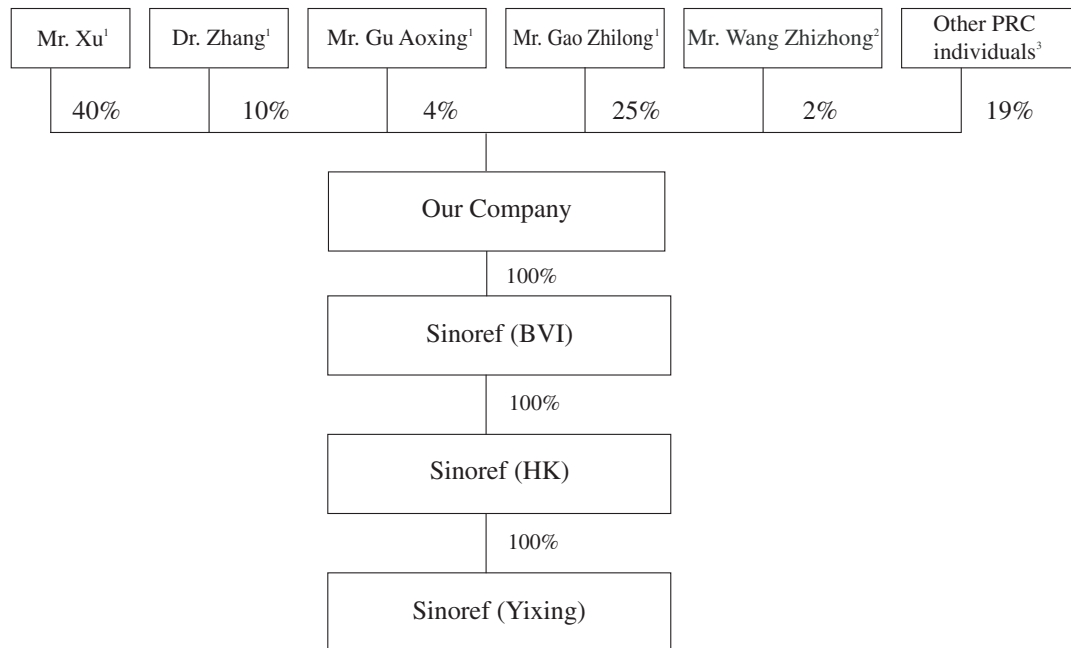 Mr. Xu¹
Dr. Zhang¹
Mr. Gu Aoxing¹
Mr. Gao Zhilong¹
Mr. Wang Zhizhong²
Other PRC
individuals³
40%
10%
4%
25%
2%
19%
Our Company
100%
Sinoref (BVI)
100%
Sinoref (HK)
100%
Sinoref (Yixing)